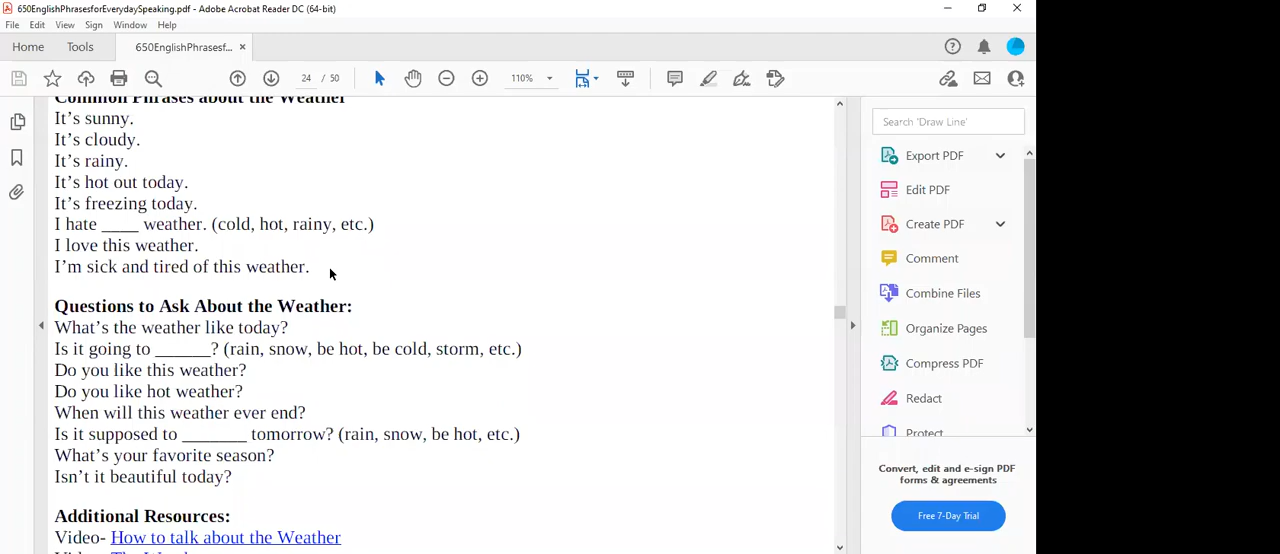 650EnglishPhrasesforEverydaySpeaking.pdf - Adobe Acrobat Reader DC (64-bit)
File Edit View Sign Window Help
Home Tools 650EnglishPhrasesf... ×
24 / 50 110%
Common Phrases about the Weather
It’s sunny.
It’s cloudy.
It’s rainy.
It’s hot out today.
It’s freezing today.
I hate ____ weather. (cold, hot, rainy, etc.)
I love this weather.
I’m sick and tired of this weather.
Questions to Ask About the Weather:
What’s the weather like today?
Is it going to ______? (rain, snow, be hot, be cold, storm, etc.)
Do you like this weather?
Do you like hot weather?
When will this weather ever end?
Is it supposed to _______ tomorrow? (rain, snow, be hot, etc.)
What’s your favorite season?
Isn’t it beautiful today?
Additional Resources:
Video- How to talk about the Weather
Search 'Draw Line'
Export PDF
Edit PDF
Create PDF
Comment
Combine Files
Organize Pages
Compress PDF
Redact
Protect
Convert, edit and e-sign PDF
forms & agreements
Free 7-Day Trial